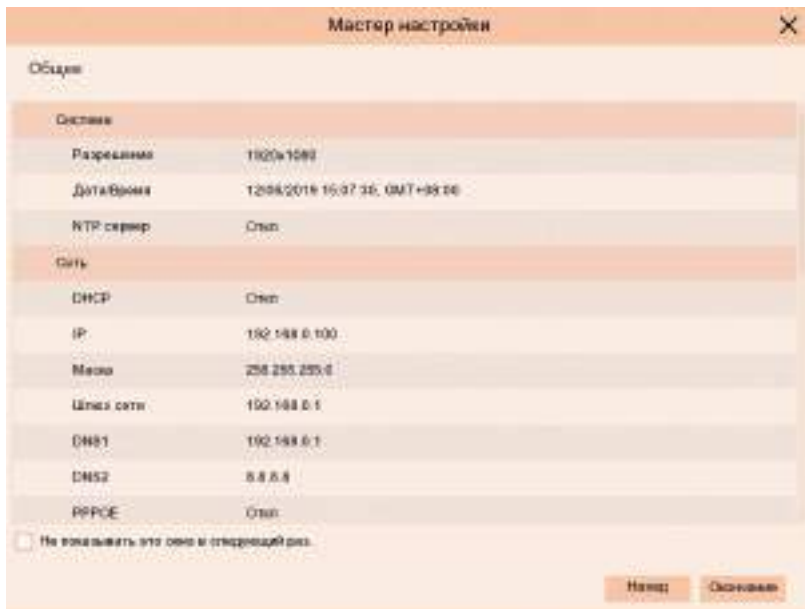 Мастер настройки
Общие
Система
Разрешение 1920x1080
Дата/Время 12/06/2019 15:07:38, GMT+08:00
NTP сервер Откл
Сеть
DHCP Откл
IP 192.168.0.100
Маска 255.255.255.0
Шлюз сети 192.168.0.1
DNS1 192.168.0.1
DNS2 8.8.8.8
PPPOE Откл
Не показывать это окно в следующий раз.
Назад Окончание